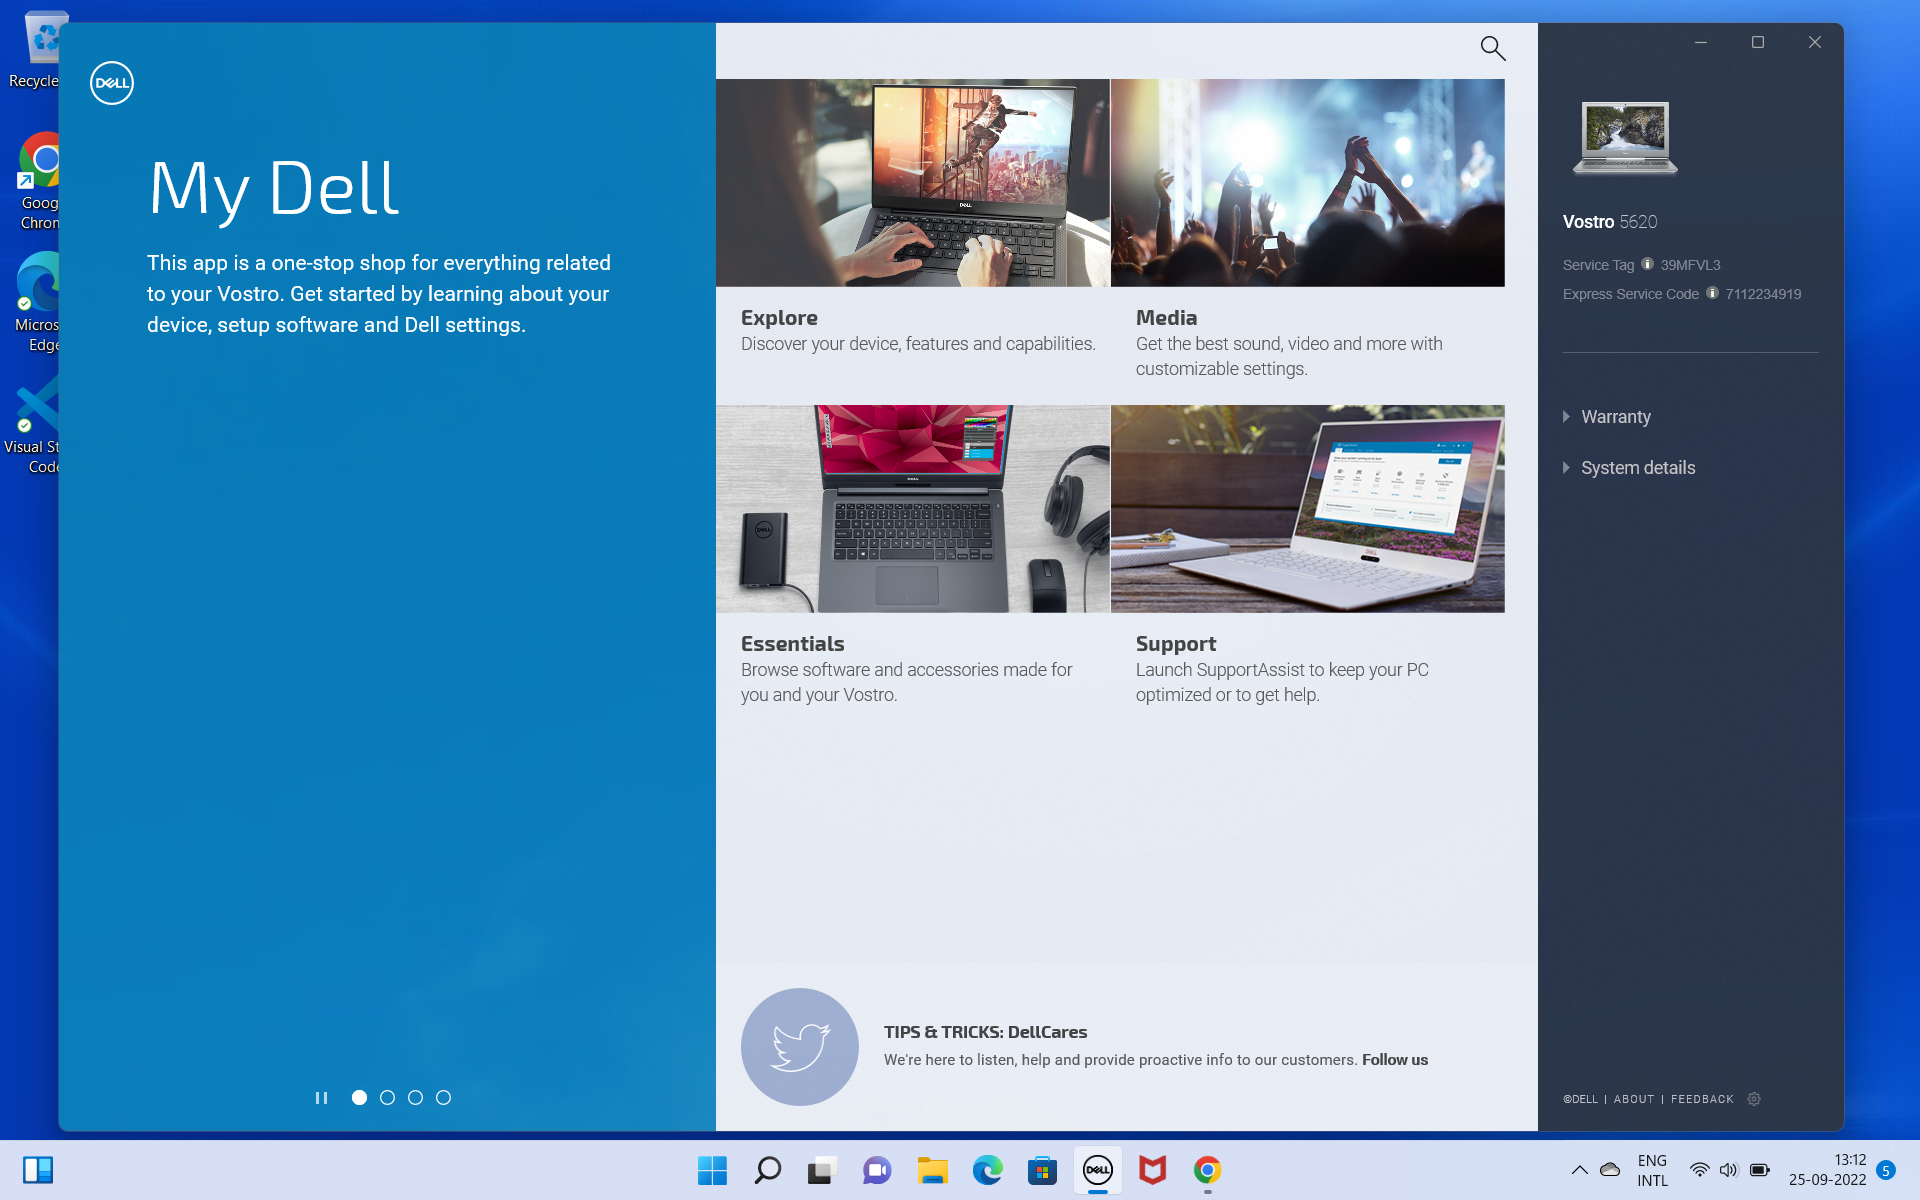 Recycle
Goog
Chron
Micros
Edge
Visual St
Code
DELL
My Dell
This app is a one-stop shop for everything related
to your Vostro. Get started by learning about your
device, setup software and Dell settings.
Explore
Discover your device, features and capabilities.
Media
Get the best sound, video and more with
customizable settings.
Essentials
Browse software and accessories made for
you and your Vostro.
Support
Launch SupportAssist to keep your PC
optimized or to get help.
TIPS & TRICKS: DellCares
We're here to listen, help and provide proactive info to our customers. Follow us
Vostro 5620
Service Tag 39MFVL3
Express Service Code 7112234919
Warranty
System details
©DELL | ABOUT | FEEDBACK
DELL
ENG
INTL
13:12
25-09-2022
5